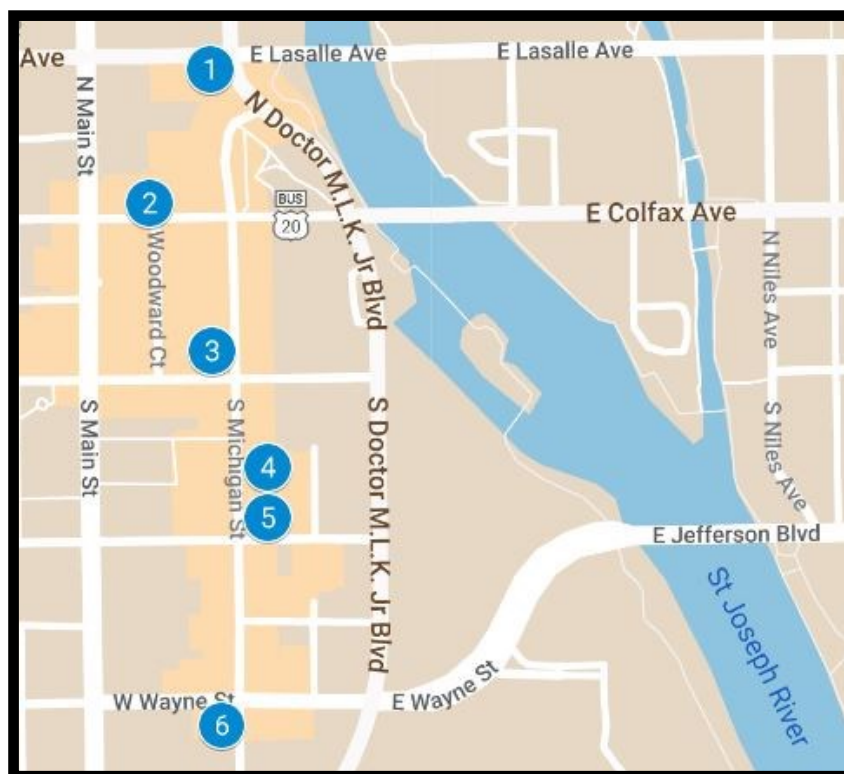 Ave
E Lasalle Ave
E Lasalle Ave
1
N Main St
N Doctor M.L.K. Jr Blvd
2
BUS
20
E Colfax Ave
Woodward Ct
N Niles Ave
3
S Main St
S Michigan St
S Doctor M.L.K. Jr Blvd
S Niles Ave
4
5
E Jefferson Blvd
St Joseph River
W Wayne St
E Wayne St
6